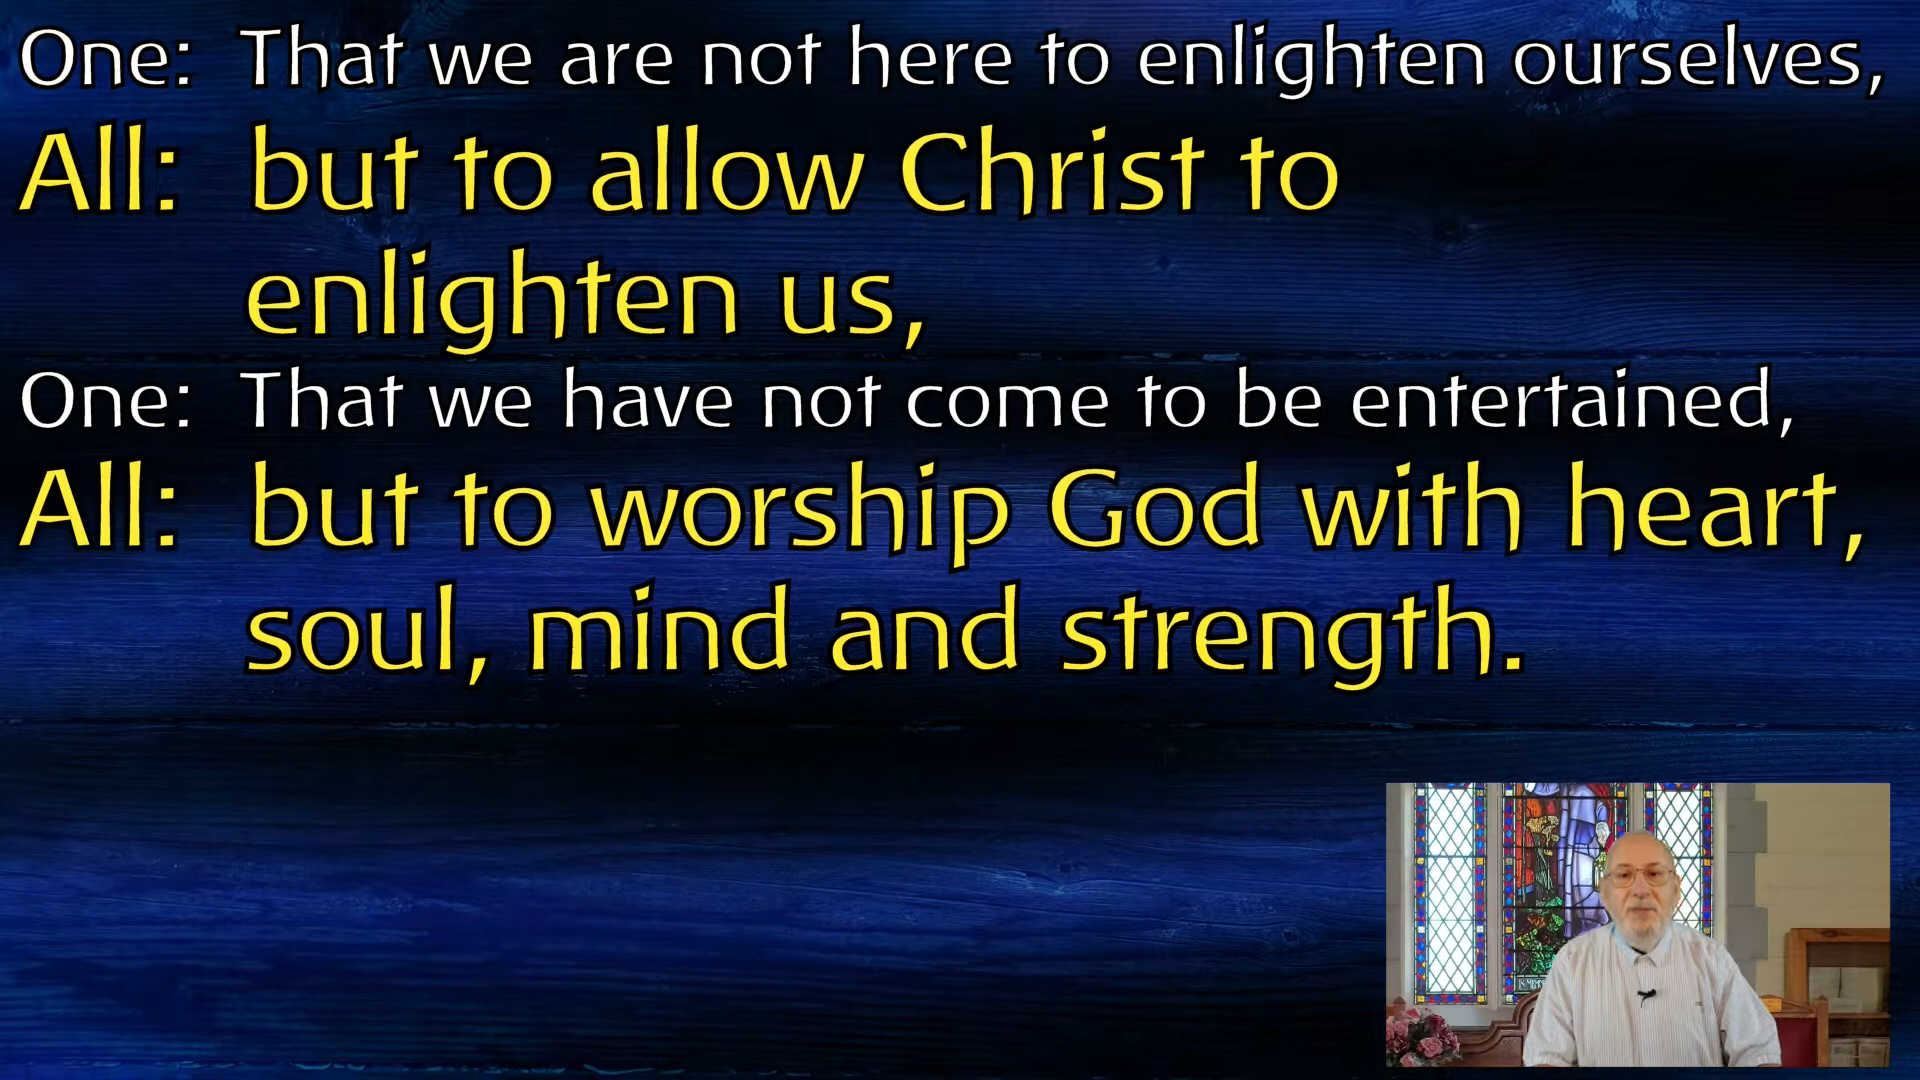 One: That we are not here to enlighten ourselves,
All: but to allow Christ to
enlighten us,
One: That we have not come to be entertained,
All: but to worship God with heart,
soul, mind and strength.